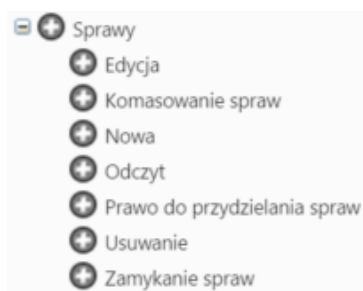 Sprawy
Edycja
Komasowanie spraw
Nowa
Odczyt
Prawo do przydzielania spraw
Usuwanie
Zamykanie spraw